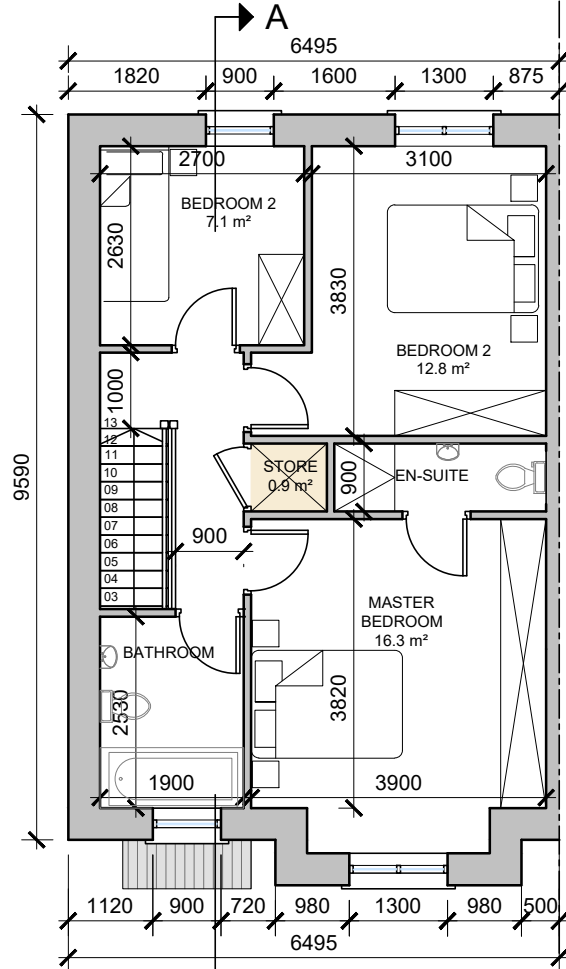 A
6495
1820 900 1600 1300 875
2700
3100
BEDROOM 2
7.1 m²
2630
3830
BEDROOM 2
12.8 m²
1000
13
12
11
10
09
08
07
06
05
04
03
STORE
0.9 m²
900
EN-SUITE
9590
900
MASTER
BEDROOM
16.3 m²
BATHROOM
2530
3820
1900
3900
1120 900 720 980 1300 980 500
6495